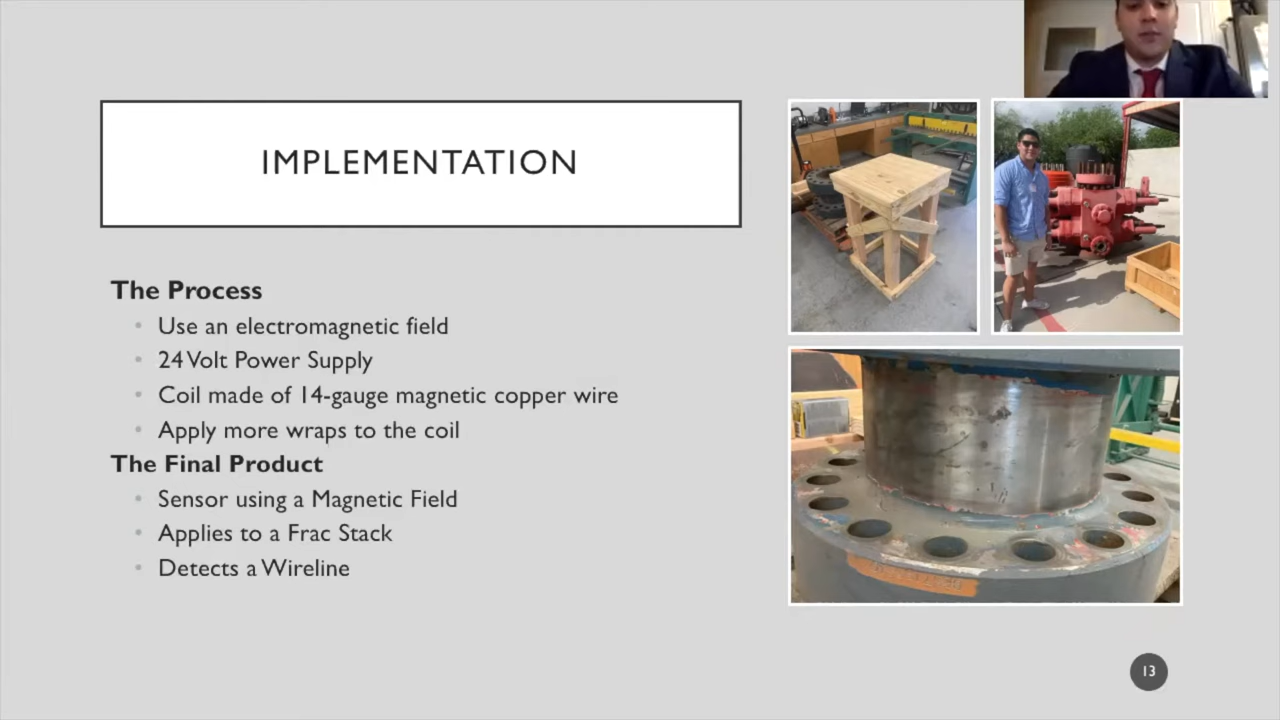 IMPLEMENTATION
The Process
• Use an electromagnetic field
• 24 Volt Power Supply
• Coil made of 14-gauge magnetic copper wire
• Apply more wraps to the coil
The Final Product
• Sensor using a Magnetic Field
• Applies to a Frac Stack
• Detects a Wireline
13